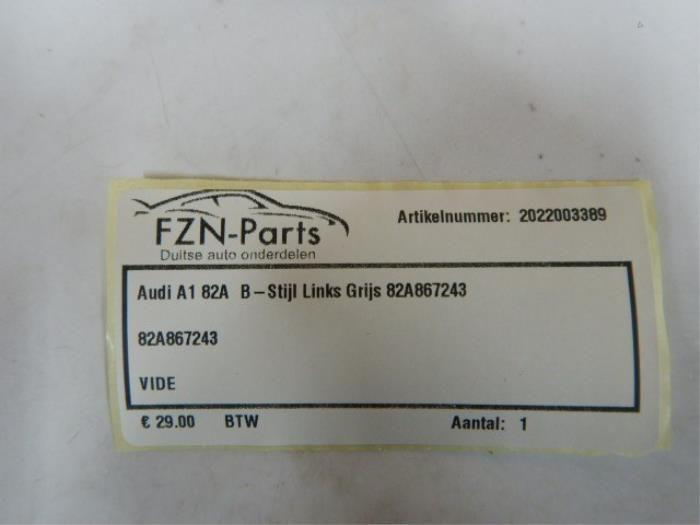 FZN-Parts
Duitse auto onderdelen
Artikelnummer: 2022003389
Audi A1 82A B-Stijl Links Grijs 82A867243
82A867243
VIDE
€ 29.00 BTW Aantal: 1